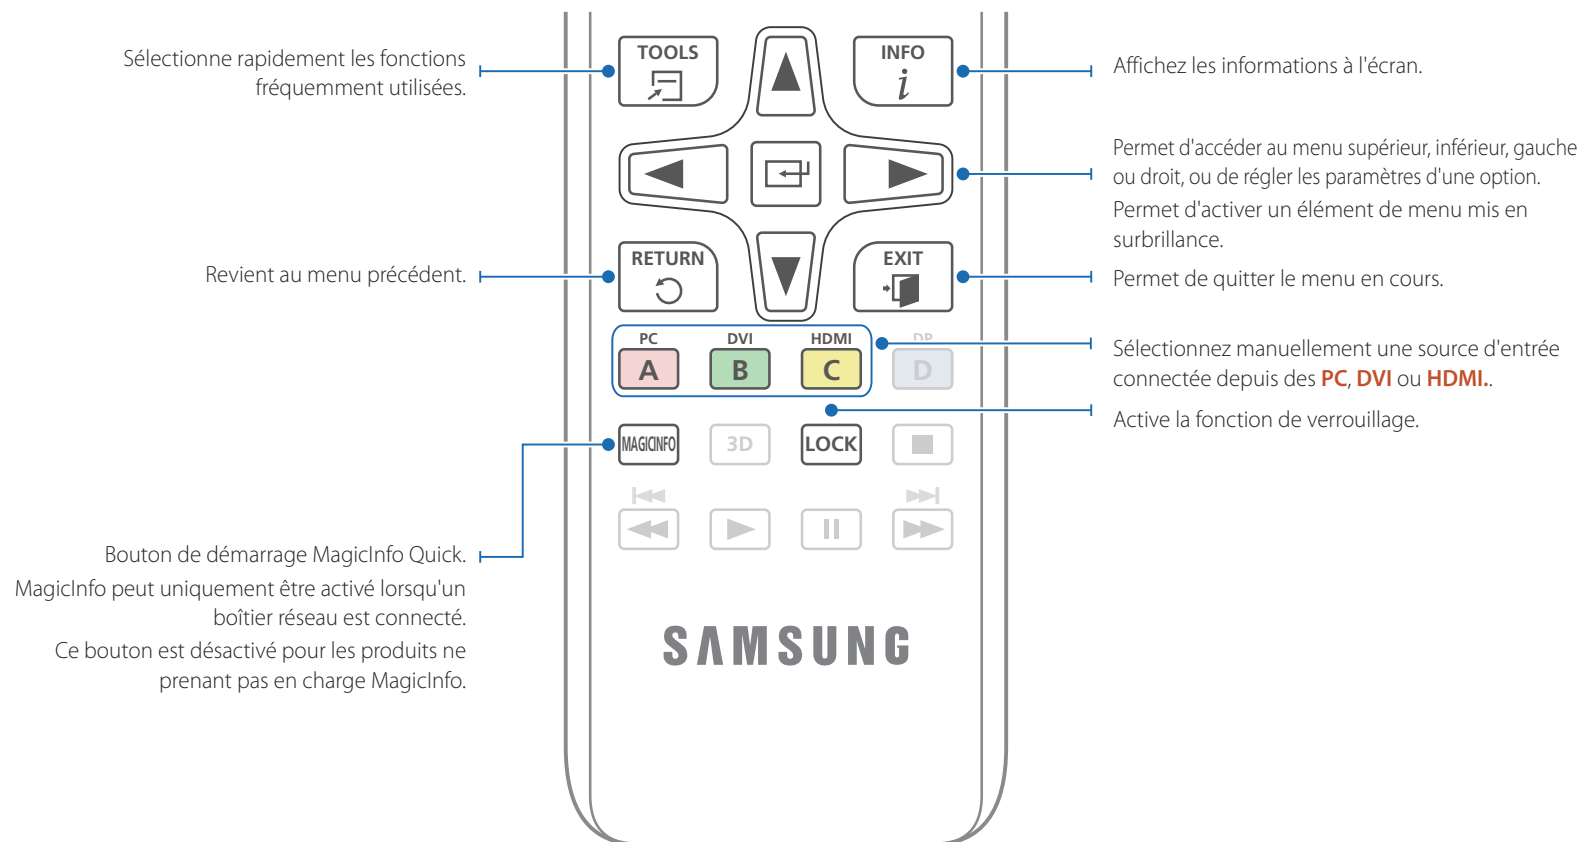 Sélectionne rapidement les fonctions
fréquemment utilisées.
TOOLS
INFO
i
Affichez les informations à l'écran.
Permet d'accéder au menu supérieur, inférieur, gauche
ou droit, ou de régler les paramètres d'une option.
Permet d'activer un élément de menu mis en
surbrillance.
Revient au menu précédent.
RETURN
EXIT
Permet de quitter le menu en cours.
PC
DVI
HDMI
DP
A
B
C
D
Sélectionnez manuellement une source d'entrée
connectée depuis des PC, DVI ou HDMI..
Active la fonction de verrouillage.
MAGICINFO
3D
LOCK
Bouton de démarrage MagicInfo Quick.
MagicInfo peut uniquement être activé lorsqu'un
boîtier réseau est connecté.
Ce bouton est désactivé pour les produits ne
prenant pas en charge MagicInfo.
SAMSUNG